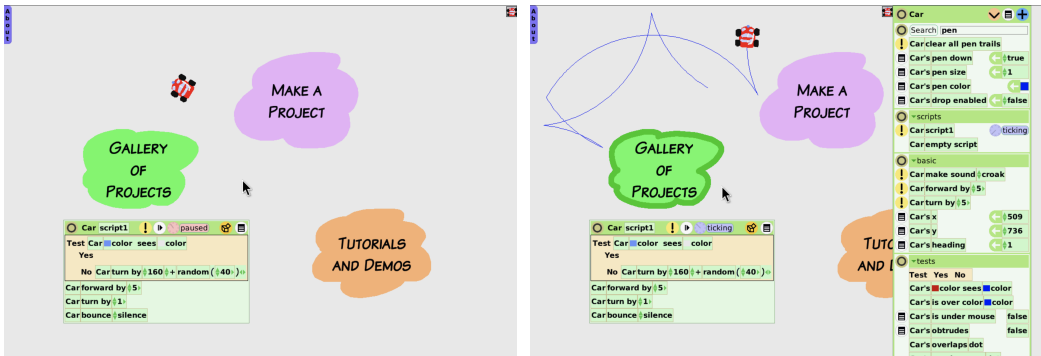 About
MAKE A
PROJECT
GALLERY
OF
PROJECTS
TUTORIALS
AND DEMOS
Car script1 ! paused
Test Car color sees color
Yes
No Car turn by 160 + random ( 40 )
Car forward by 5
Car turn by 1
Car bounce silence
About
MAKE A
PROJECT
GALLERY
OF
PROJECTS
TUTO
AND D
Car script1 ! ticking
Test Car color sees color
Yes
No Car turn by 160 + random ( 40 )
Car forward by 5
Car turn by 1
Car bounce silence
Car
Search pen
! Car clear all pen trails
Car's pen down true
Car's pen size 1
Car's pen color
Car's drop enabled false
scripts
! Car script1 ticking
Car empty script
basic
! Car make sound croak
! Car forward by 5
! Car turn by 5
Car's x 509
Car's y 736
Car's heading 1
tests
Test Yes No
Car's color sees color
Car's is over color color
Car's is under mouse false
Car's obtrudes false
Car's overlaps dot